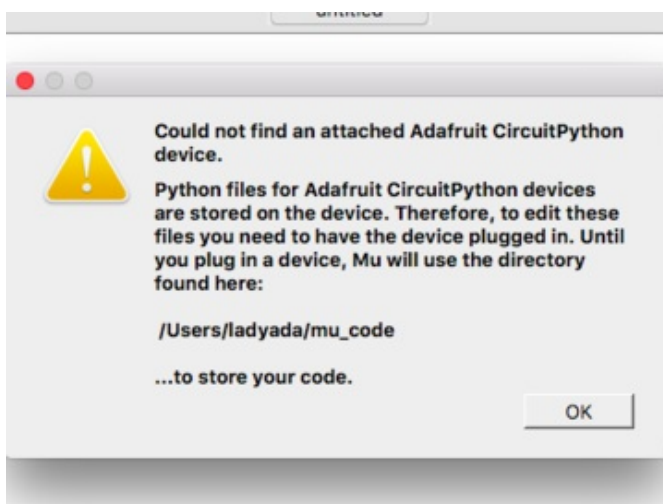 untitled
Could not find an attached Adafruit CircuitPython
device.
Python files for Adafruit CircuitPython devices
are stored on the device. Therefore, to edit these
files you need to have the device plugged in. Until
you plug in a device, Mu will use the directory
found here:
/Users/ladyada/mu_code
...to store your code.
OK